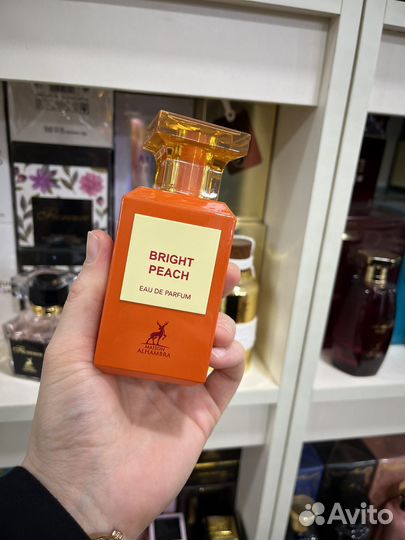 BRIGHT
PEACH
EAU DE PARFUM
MAISON
ALHAMBRA
Avito